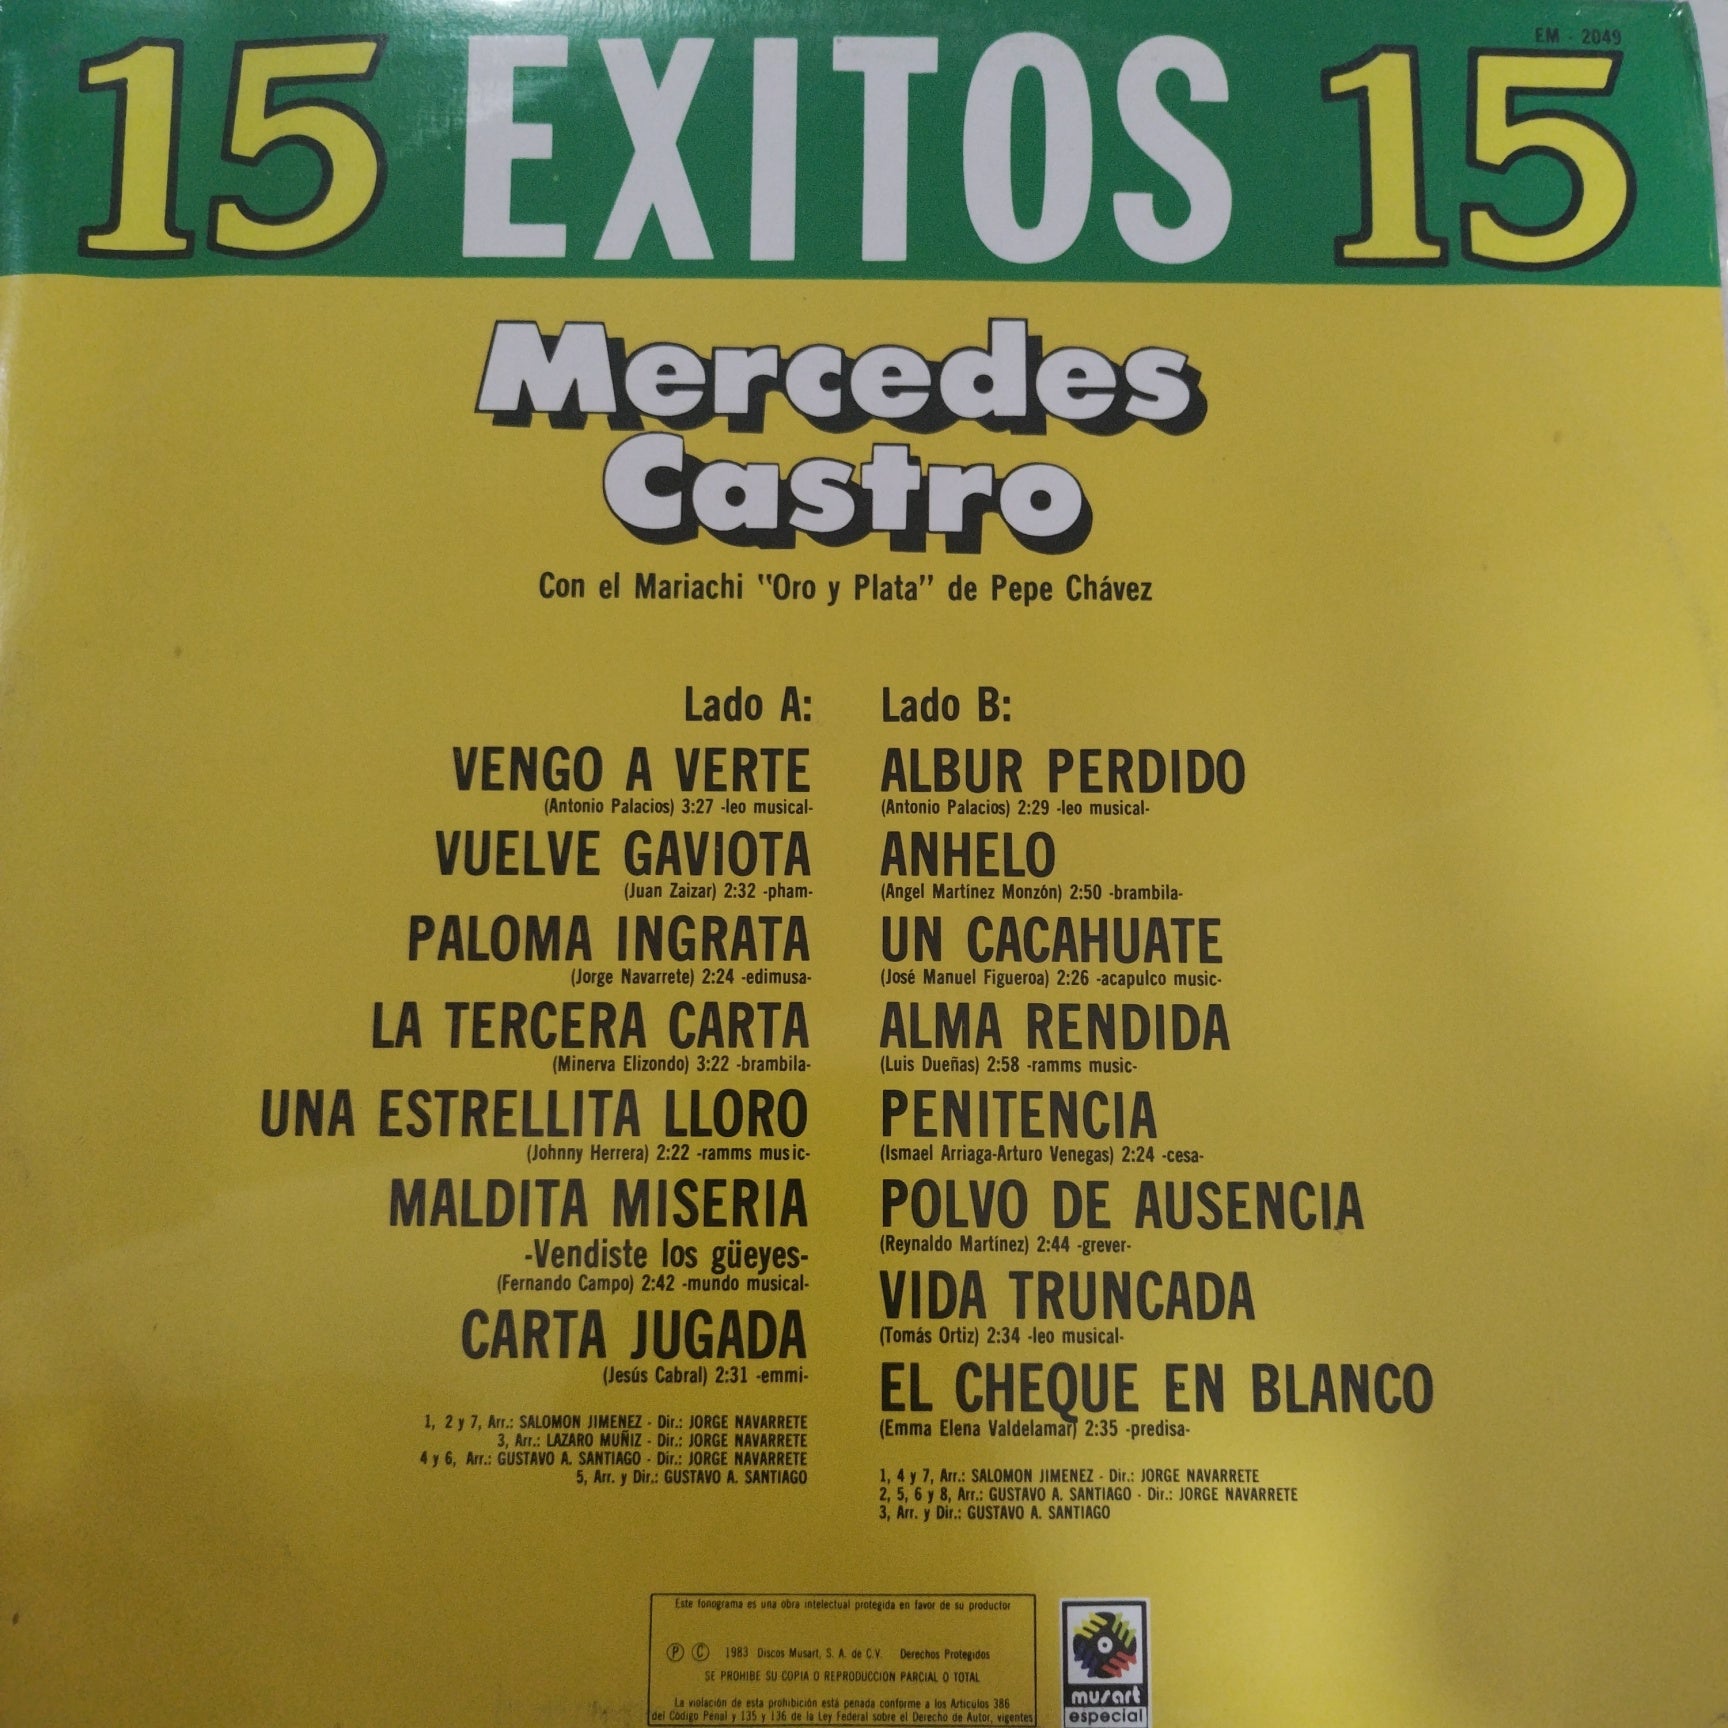 EM - 2049
15 EXITOS 15
Mercedes
Castro
Con el Mariachi "Oro y Plata" de Pepe Chávez
Lado A:
VENGO A VERTE
(Antonio Palacios) 3:27 -leo musical-
VUELVE GAVIOTA
(Juan Zaizar) 2:32 -pham-
PALOMA INGRATA
(Jorge Navarrete) 2:24 -edimusa-
LA TERCERA CARTA
(Minerva Elizondo) 3:22 -brambila-
UNA ESTRELLITA LLORO
(Johnny Herrera) 2:22 -ramms music-
MALDITA MISERIA
-Vendiste los güeyes-
(Fernando Campo) 2:42 -mundo musical-
CARTA JUGADA
(Jesús Cabral) 2:31 -emmi-
1, 2 y 7, Arr.: SALOMON JIMENEZ - Dir.: JORGE NAVARRETE
3, Arr.: LAZARO MUÑIZ - Dir.: JORGE NAVARRETE
4 y 6, Arr.: GUSTAVO A. SANTIAGO - Dir.: JORGE NAVARRETE
5, Arr. y Dir.: GUSTAVO A. SANTIAGO
Lado B:
ALBUR PERDIDO
(Antonio Palacios) 2:29 -leo musical-
ANHELO
(Angel Martínez Monzón) 2:50 -brambila-
UN CACAHUATE
(José Manuel Figueroa) 2:26 -acapulco music-
ALMA RENDIDA
(Luis Dueñas) 2:58 -ramms music-
PENITENCIA
(Ismael Arriaga-Arturo Venegas) 2:24 -cesa-
POLVO DE AUSENCIA
(Reynaldo Martínez) 2:44 -grever-
VIDA TRUNCADA
(Tomás Ortiz) 2:34 -leo musical-
EL CHEQUE EN BLANCO
(Emma Elena Valdelamar) 2:35 -predisa-
1, 4 y 7, Arr.: SALOMON JIMENEZ - Dir.: JORGE NAVARRETE
2, 5, 6 y 8, Arr.: GUSTAVO A. SANTIAGO - Dir.: JORGE NAVARRETE
3, Arr. y Dir.: GUSTAVO A. SANTIAGO
Este fonograma es una obra intelectual protegida en favor de su productor
Ⓟ Ⓒ 1983 Discos Musart, S. A. de C.V. Derechos Protegidos
SE PROHIBE SU COPIA O REPRODUCCION PARCIAL O TOTAL
La violación de esta prohibición está penada conforme a los Artículos 386
del Código Penal y 135 y 136 de la Ley Federal sobre el Derecho de Autor, vigentes
musart
especial